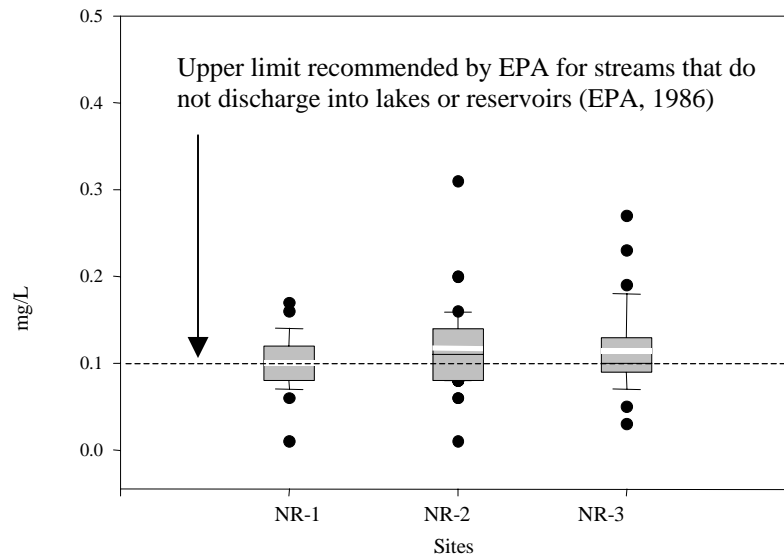 0.5
Upper limit recommended by EPA for streams that do
not discharge into lakes or reservoirs (EPA, 1986)
0.4
0.3
0.2
0.1
0.0
mg/L
NR-1 NR-2 NR-3
Sites